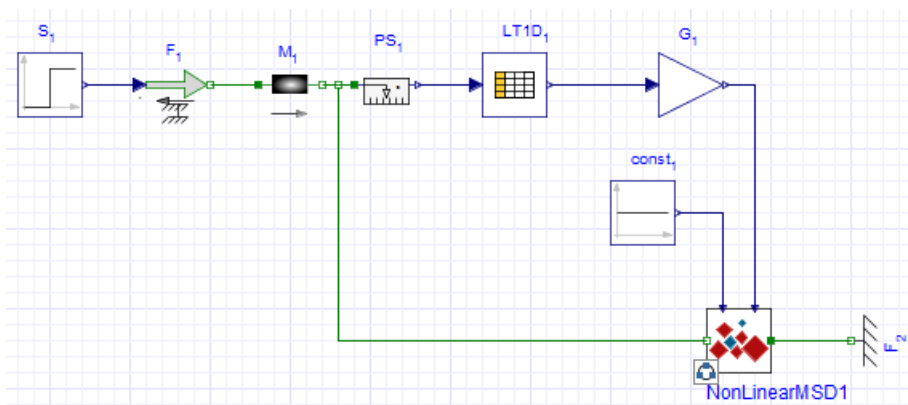 S1
F1
M1
PS1
LT1D1
G1
const1
F2
NonLinearMSD1